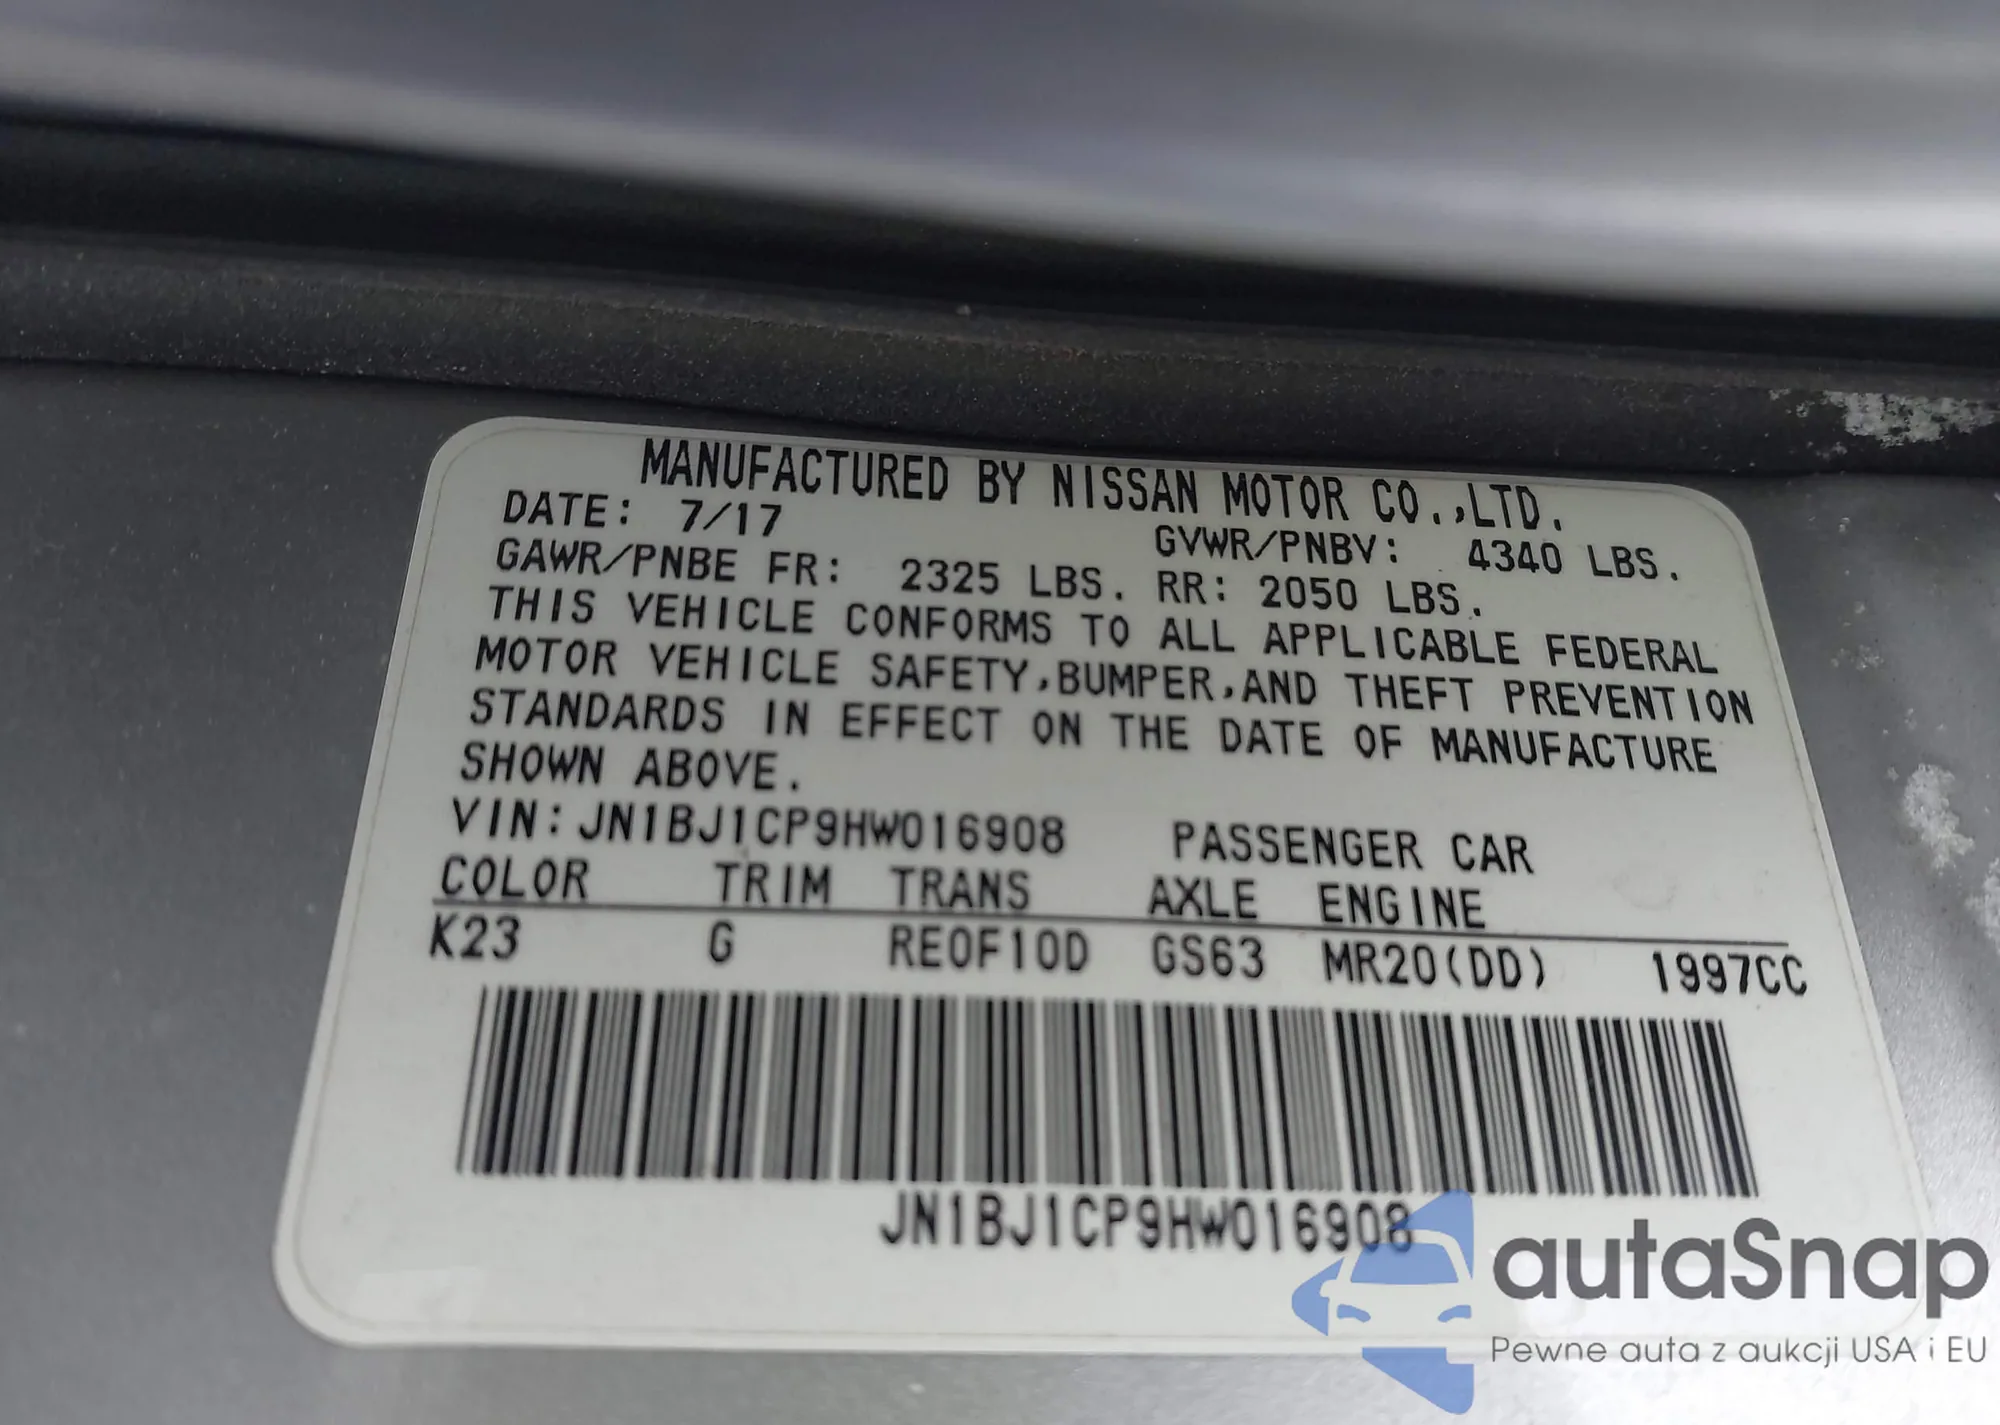 MANUFACTURED BY NISSAN MOTOR CO.,LTD.
DATE: 7/17 GVWR/PNBV: 4340 LBS.
GAWR/PNBE FR: 2325 LBS. RR: 2050 LBS.
THIS VEHICLE CONFORMS TO ALL APPLICABLE FEDERAL
MOTOR VEHICLE SAFETY,BUMPER,AND THEFT PREVENTION
STANDARDS IN EFFECT ON THE DATE OF MANUFACTURE
SHOWN ABOVE.
VIN:JN1BJ1CP9HW016908 PASSENGER CAR
COLOR TRIM TRANS AXLE ENGINE
K23 G RE0F10D GS63 MR20(DD) 1997CC
JN1BJ1CP9HW016908
autaSnap
Pewne auta z aukcji USA i EU